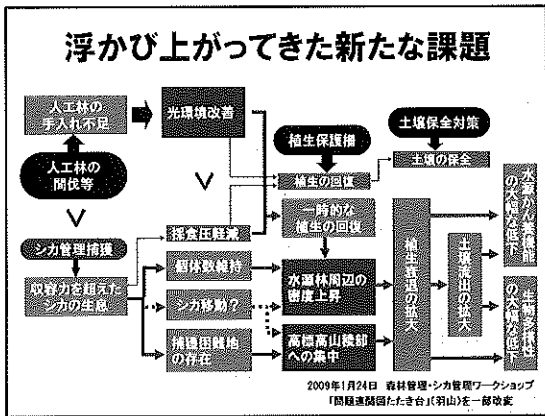 浮かび上がってきた新たな課題
人工林の
手入れ不足
光環境改善
植生保護柵
土壌保全対策
人工林の
間伐等
植生の回復
土壌の保全
シカ管理捕獲
採食圧軽減
一時的な
植生の回復
収容力を超えた
シカの生息
個体数維持
水源林周辺の
密度上昇
シカ移動?
捕獲困難地
の存在
高標高山稜部
への集中
植生衰退の拡大
土壌流出の拡大
水源かん養機能
の大幅な低下
生物多様性
の大幅な低下
2009年1月24日 森林管理・シカ管理ワークショップ
「問題連関図たたき台」(羽山)を一部改変